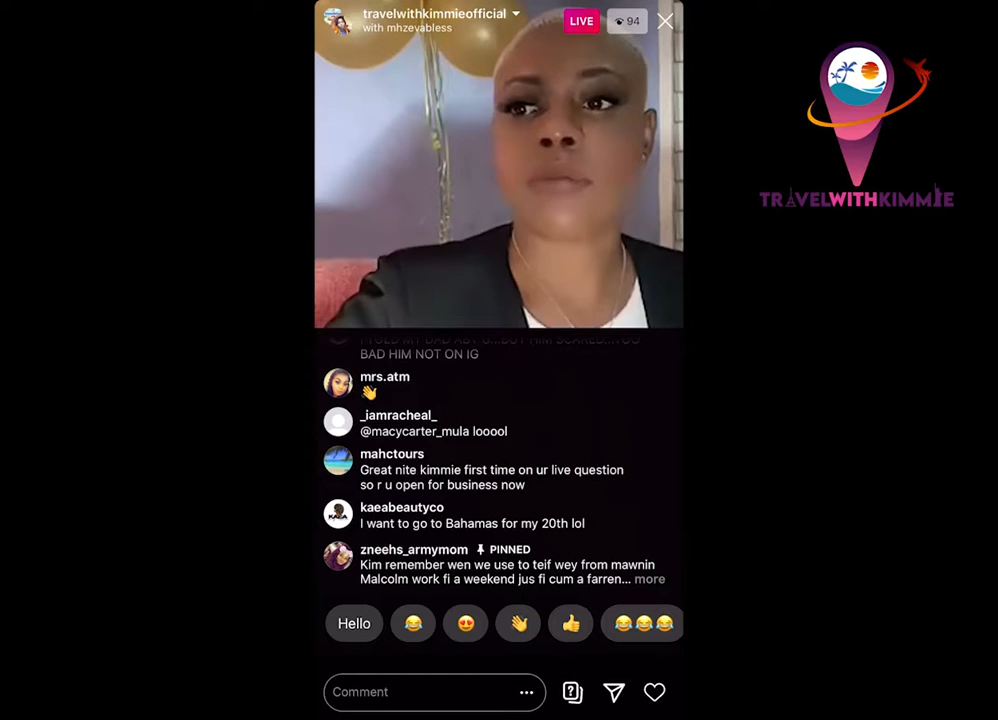 travelwithkimmieofficial
with mhzevabless
LIVE
94
TRAVELWITHKIMMIE
BAD HIM NOT ON IG
mrs.atm
👋
_iamracheal_
@macycarter_mula looool
mahctours
Great nite kimmie first time on ur live question
so r u open for business now
kaeabeautyco
I want to go to Bahamas for my 20th lol
zneehs_armymom PINNED
Kim remember wen we use to teif wey from mawnin
Malcolm work fi a weekend jus fi cum a farren... more
Hello 😂 😍 👋 👍 😂😂😂
Comment